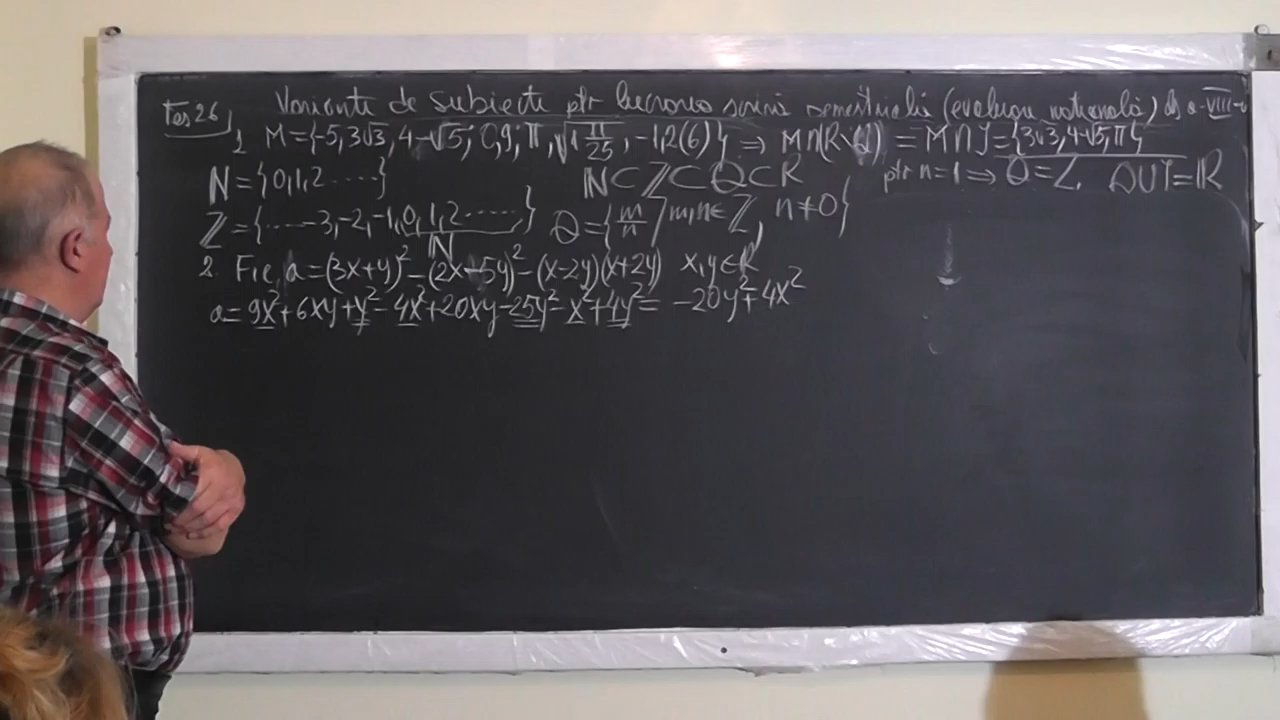 Tes 26 Variante de subiecte ptr lucrarea scrisă semestrială (evaluare națională) cls a-VIII-a
1. M={-5, 3√3, 4-√5; 0,9; π, √1 11/25, -1,2(6)} ⇒ M∩(R\Q) = M∩I={3√3, 4-√5, π}
N={0,1,2.....} N⊂Z⊂Q⊂R ptr n=1 ⇒ Q=Z. QUI=R
Z={.....-3,-2,-1,0,1,2......} Q={m/n / m,n∈Z, n≠0}
N
2. Fie, a=(3x+y)²-(2x-5y)²-(x-2y)(x+2y) x,y∈R
a=9x²+6xy+y²-4x²+20xy-25y²-x²+4y²= -20y²+4x²